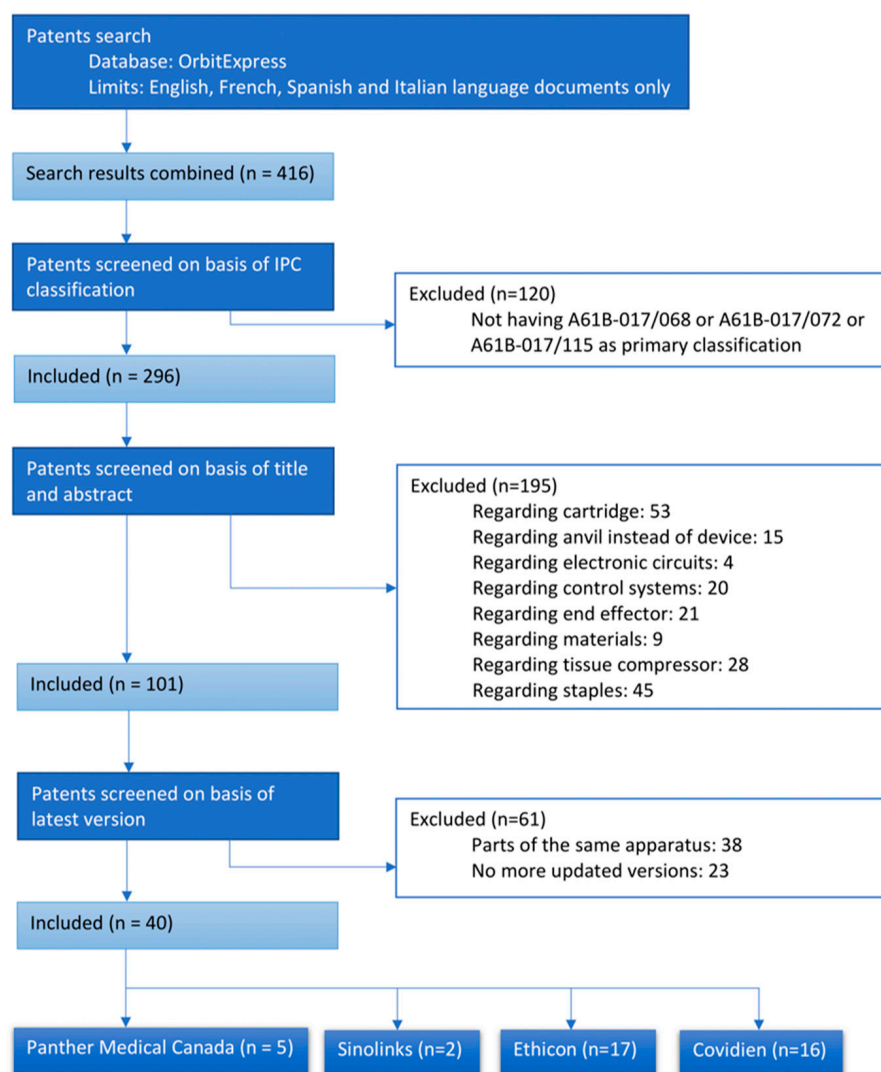 Patents search
Database: OrbitExpress
Limits: English, French, Spanish and Italian language documents only
Search results combined (n = 416)
Patents screened on basis of IPC
classification
Excluded (n=120)
Not having A61B-017/068 or A61B-017/072 or
A61B-017/115 as primary classification
Included (n = 296)
Patents screened on basis of title
and abstract
Excluded (n=195)
Regarding cartridge: 53
Regarding anvil instead of device: 15
Regarding electronic circuits: 4
Regarding control systems: 20
Regarding end effector: 21
Regarding materials: 9
Regarding tissue compressor: 28
Regarding staples: 45
Included (n = 101)
Patents screened on basis of
latest version
Excluded (n=61)
Parts of the same apparatus: 38
No more updated versions: 23
Included (n = 40)
Panther Medical Canada (n = 5)
Sinolinks (n=2)
Ethicon (n=17)
Covidien (n=16)